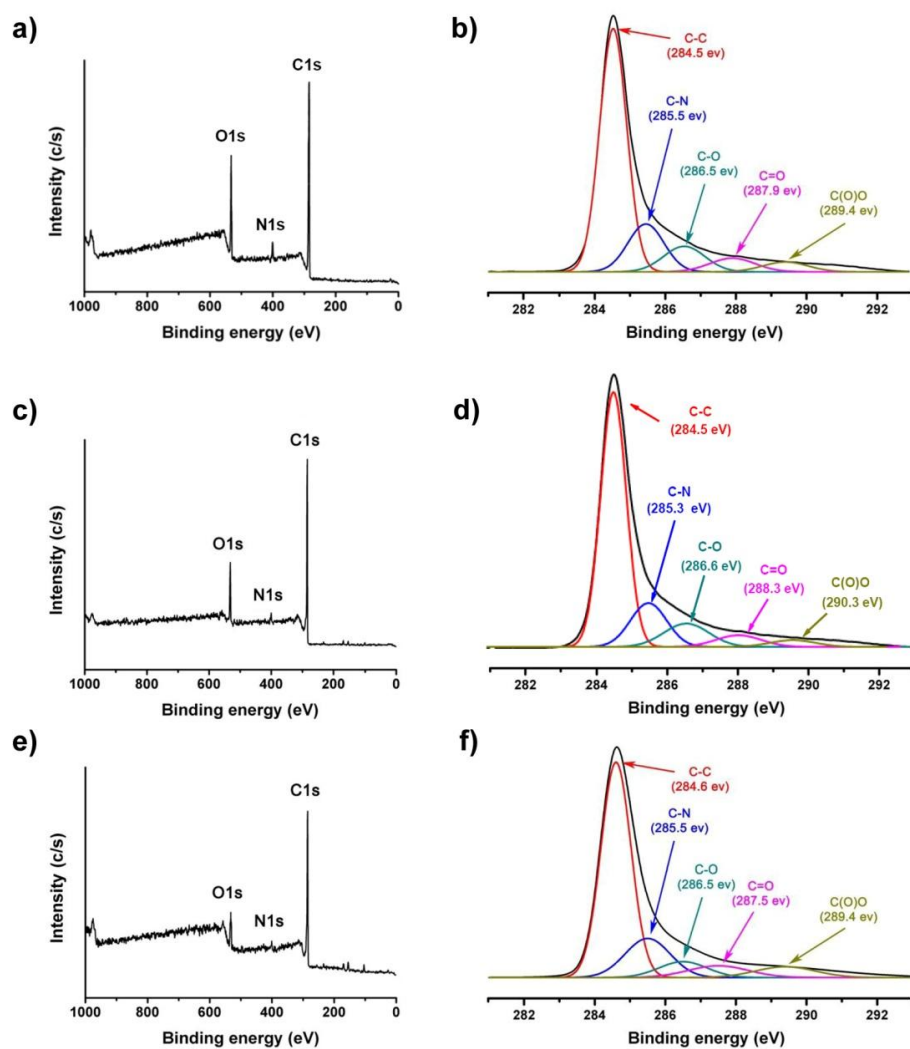 a)
C1s
O1s
N1s
Intensity (c/s)
1000 800 600 400 200 0
Binding energy (eV)
b)
C-C
(284.5 ev)
C-N
(285.5 ev)
C-O
(286.5 ev)
C=O
(287.9 ev)
C(O)O
(289.4 ev)
282 284 286 288 290 292
Binding energy (eV)
c)
C1s
O1s
N1s
Intensity (c/s)
1000 800 600 400 200 0
Binding energy (eV)
d)
C-C
(284.5 eV)
C-N
(285.3 eV)
C-O
(286.6 eV)
C=O
(288.3 eV)
C(O)O
(290.3 eV)
282 284 286 288 290 292
Binding energy (eV)
e)
C1s
O1s
N1s
Intensity (c/s)
1000 800 600 400 200 0
Binding energy (eV)
f)
C-C
(284.6 ev)
C-N
(285.5 ev)
C-O
(286.5 ev)
C=O
(287.5 ev)
C(O)O
(289.4 ev)
282 284 286 288 290 292
Binding energy (eV)